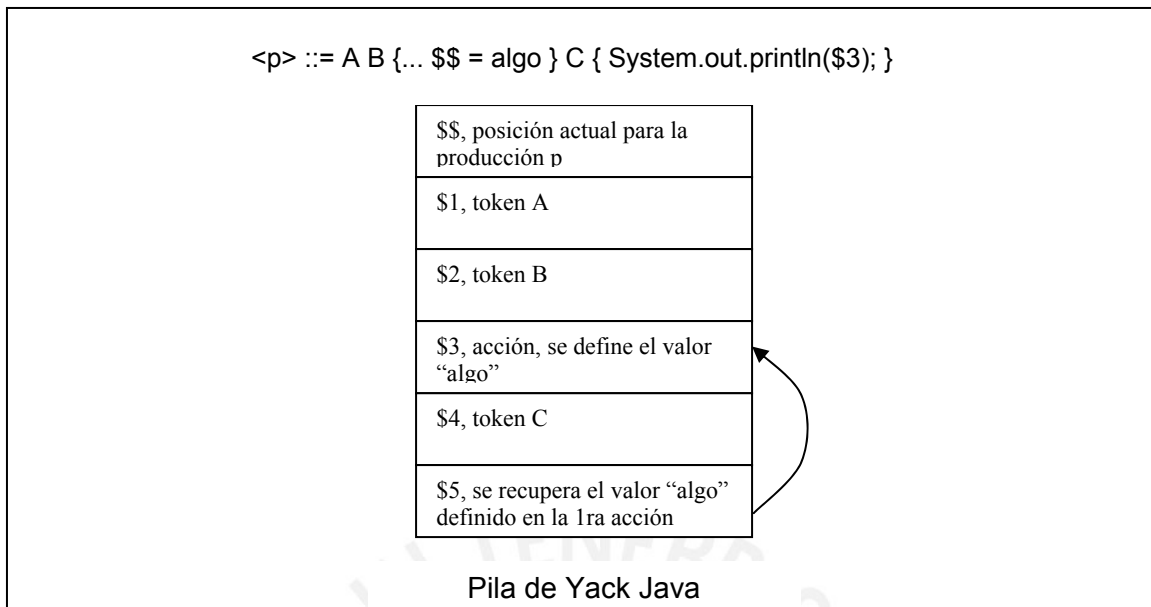 <p> ::= A B {... $$ = algo } C { System.out.println($3); }
$$, posición actual para la
producción p
$1, token A
$2, token B
$3, acción, se define el valor
“algo”
$4, token C
$5, se recupera el valor “algo”
definido en la 1ra acción
Pila de Yack Java